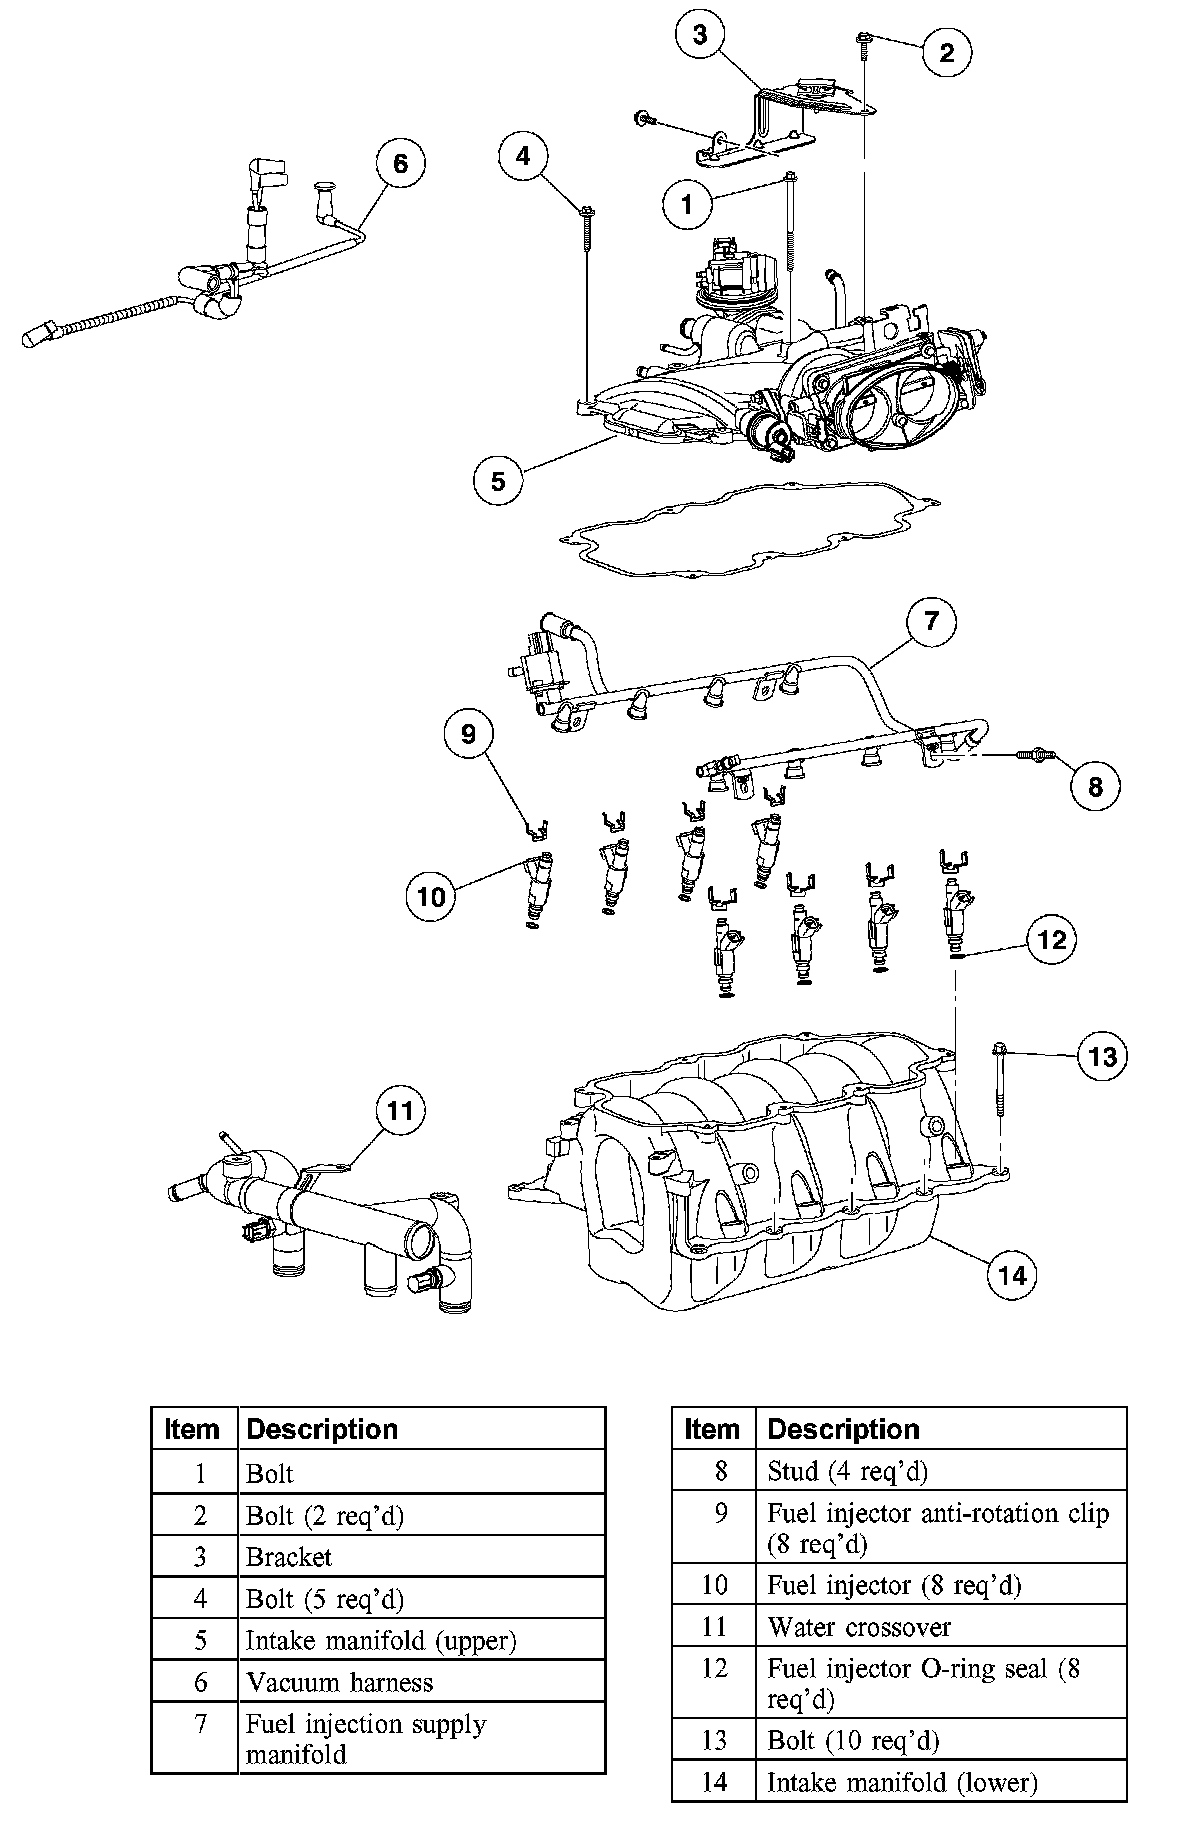 3
2
4
6
1
5
7
9
8
10
12
13
11
14
Item Description
1 Bolt
2 Bolt (2 req'd)
3 Bracket
4 Bolt (5 req'd)
5 Intake manifold (upper)
6 Vacuum harness
7 Fuel injection supply
manifold
Item Description
8 Stud (4 req'd)
9 Fuel injector anti-rotation clip
(8 req'd)
10 Fuel injector (8 req'd)
11 Water crossover
12 Fuel injector O-ring seal (8
req'd)
13 Bolt (10 req'd)
14 Intake manifold (lower)